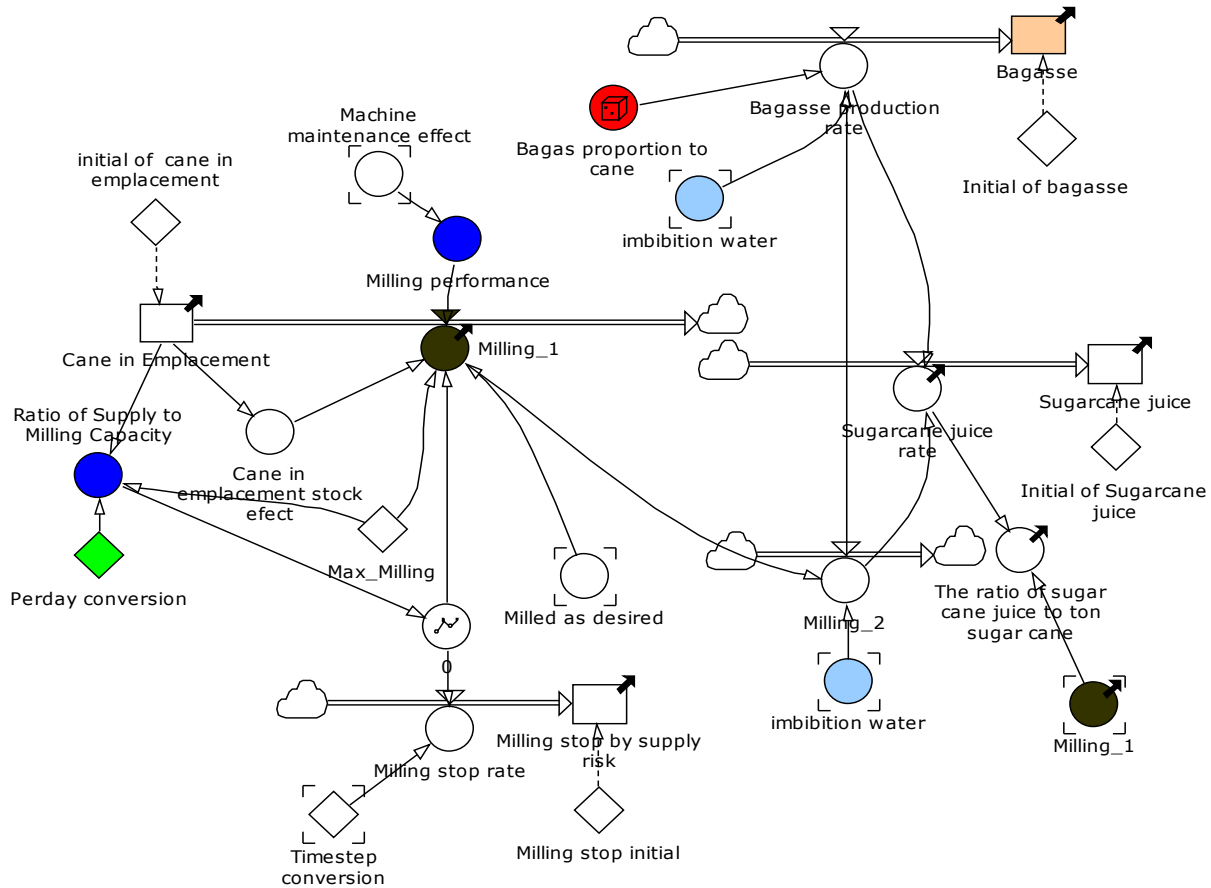 Bagasse
Bagasse production
rate
Machine
maintenance effect
Bagas proportion to
cane
initial of  cane in
emplacement
Initial of bagasse
imbibition water
Milling performance
Milling_1
Cane in Emplacement
Sugarcane juice
Ratio of Supply to
Milling Capacity
Sugarcane juice
rate
Cane in
emplacement stock
efect
Initial of Sugarcane
juice
Max_Milling
Perday conversion
Milled as desired
Milling_2
The ratio of sugar
cane juice to ton
sugar cane
0
imbibition water
Milling_1
Milling stop by supply
risk
Milling stop rate
Timestep
conversion
Milling stop initial